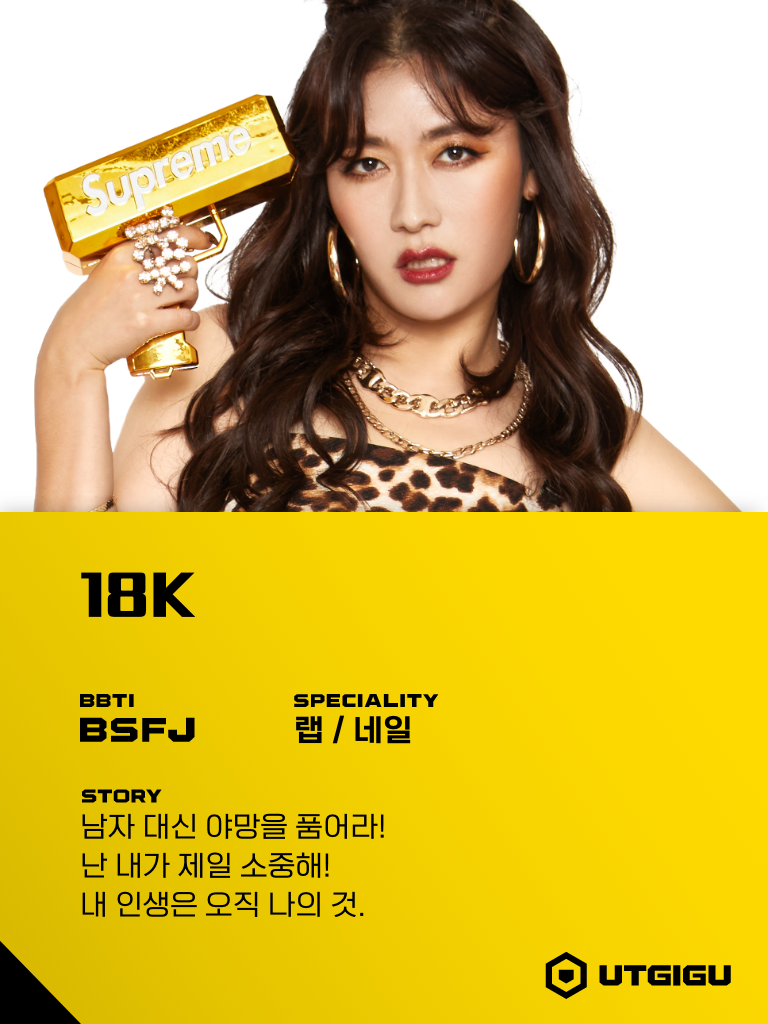 Supreme
18K
BBTI
BSFJ
SPECIALITY
랩 / 네일
STORY
남자 대신 야망을 품어라!
난 내가 제일 소중해!
내 인생은 오직 나의 것.
UTGIGU